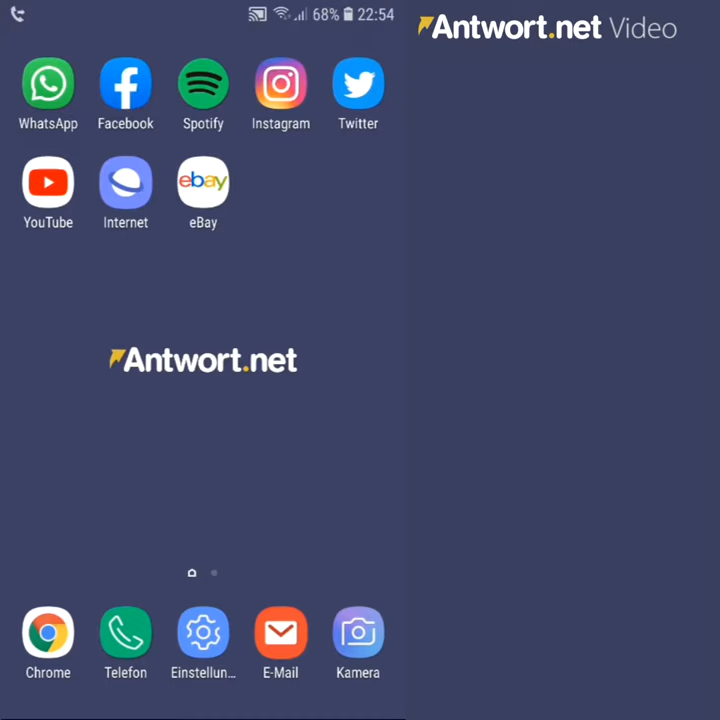 68% 22:54
Antwort.net Video
WhatsApp Facebook Spotify Instagram Twitter
ebay
YouTube Internet eBay
Antwort.net
Chrome Telefon Einstellun... E-Mail Kamera